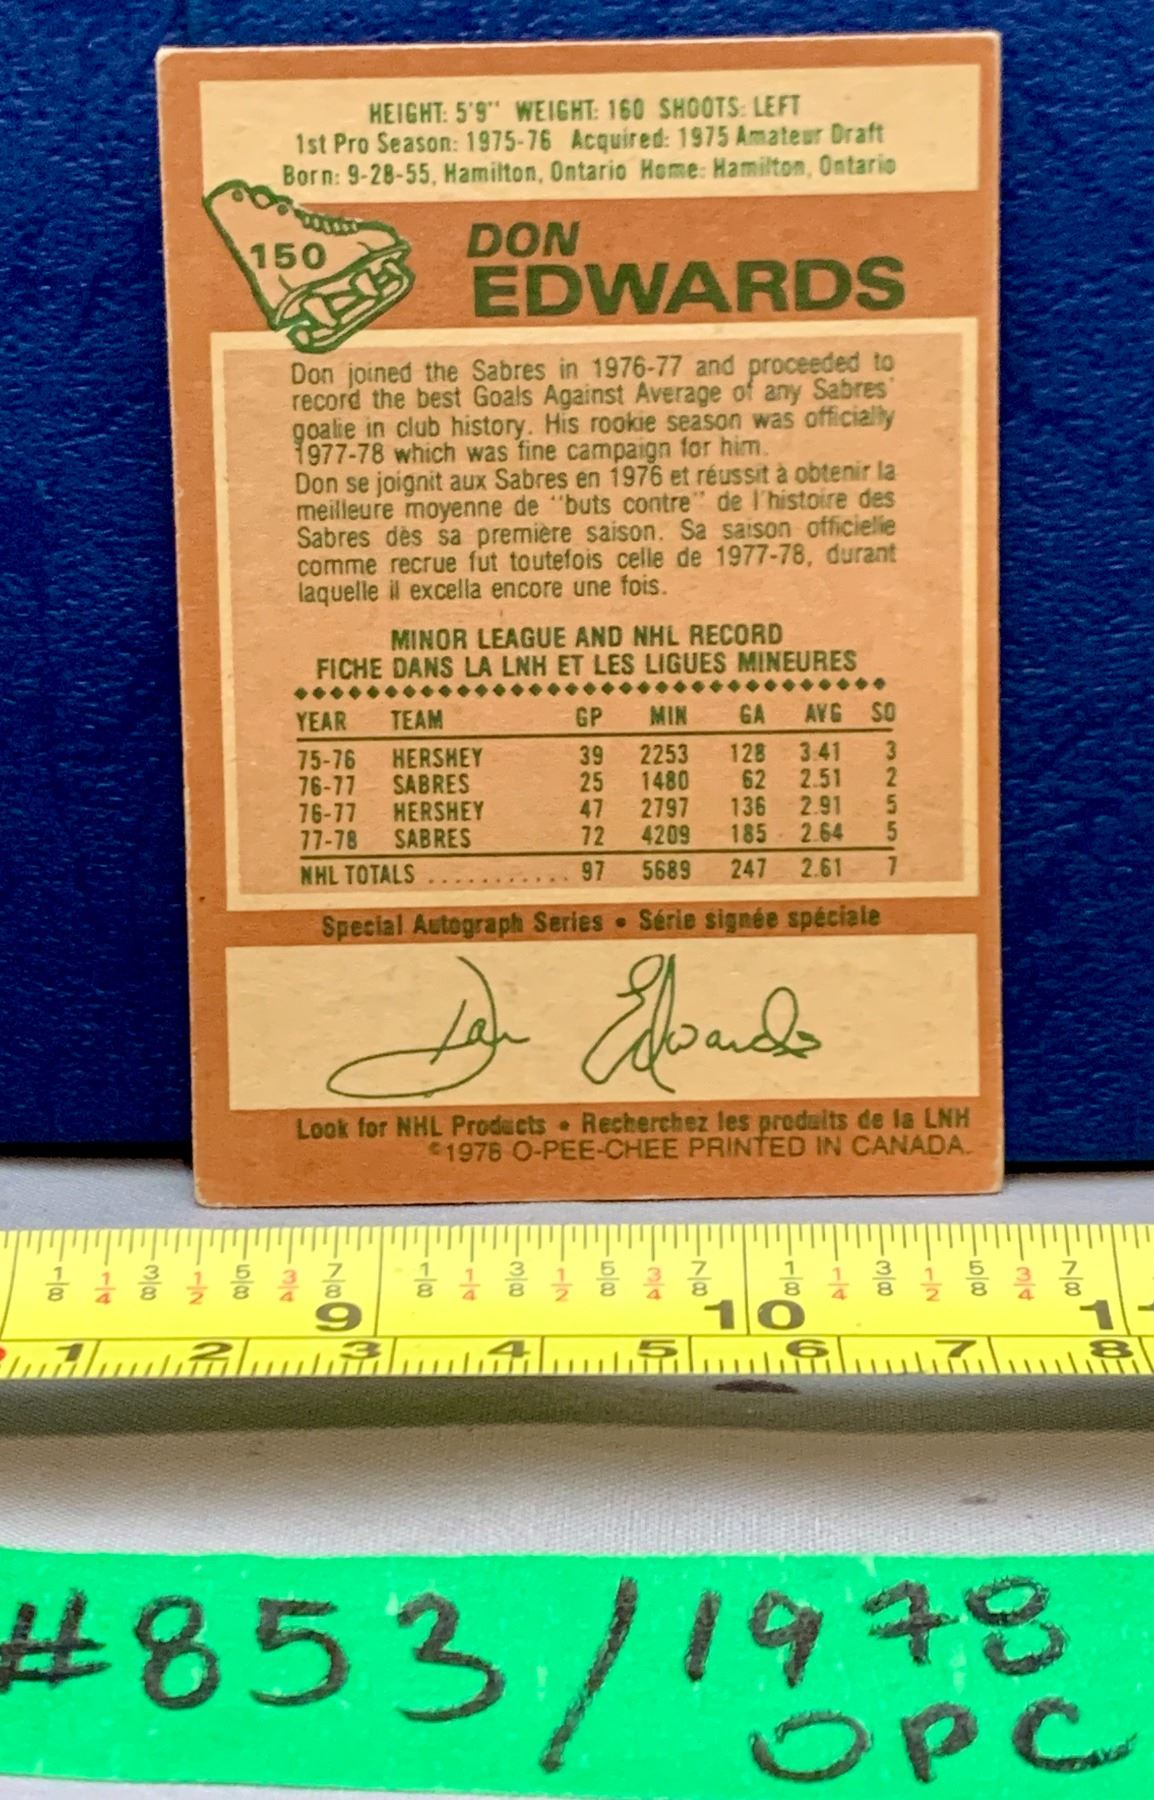 HEIGHT: 5'9" WEIGHT: 160 SHOOTS: LEFT
1st Pro Season: 1975-76 Acquired: 1975 Amateur Draft
Born: 9-28-55, Hamilton, Ontario Home: Hamilton, Ontario
150
DON
EDWARDS
Don joined the Sabres in 1976-77 and proceeded to
record the best Goals Against Average of any Sabres'
goalie in club history. His rookie season was officially
1977-78 which was fine campaign for him.
Don se joignit aux Sabres en 1976 et réussit à obtenir la
meilleure moyenne de "buts contre" de l'histoire des
Sabres dès sa première saison. Sa saison officielle
comme recrue fut toutefois celle de 1977-78, durant
laquelle il excella encore une fois.
MINOR LEAGUE AND NHL RECORD
FICHE DANS LA LNH ET LES LIGUES MINEURES
YEAR TEAM GP MIN GA AVG SO
75-76 HERSHEY 39 2253 128 3.41 3
76-77 SABRES 25 1480 62 2.51 2
76-77 HERSHEY 47 2797 136 2.91 5
77-78 SABRES 72 4209 185 2.64 5
NHL TOTALS ........... 97 5689 247 2.61 7
Special Autograph Series • Série signée spéciale
Don Edwards
Look for NHL Products • Recherchez les produits de la LNH
©1978 O-PEE-CHEE PRINTED IN CANADA.
1/8 1/4 3/8 1/2 5/8 3/4 7/8 1/8 1/4 3/8 1/2 5/8 3/4 7/8 1/8 1/4 3/8 1/2 5/8 3/4 7/8
9 10 11
1 2 3 4 5 6 7 8
#853/1978
OPC